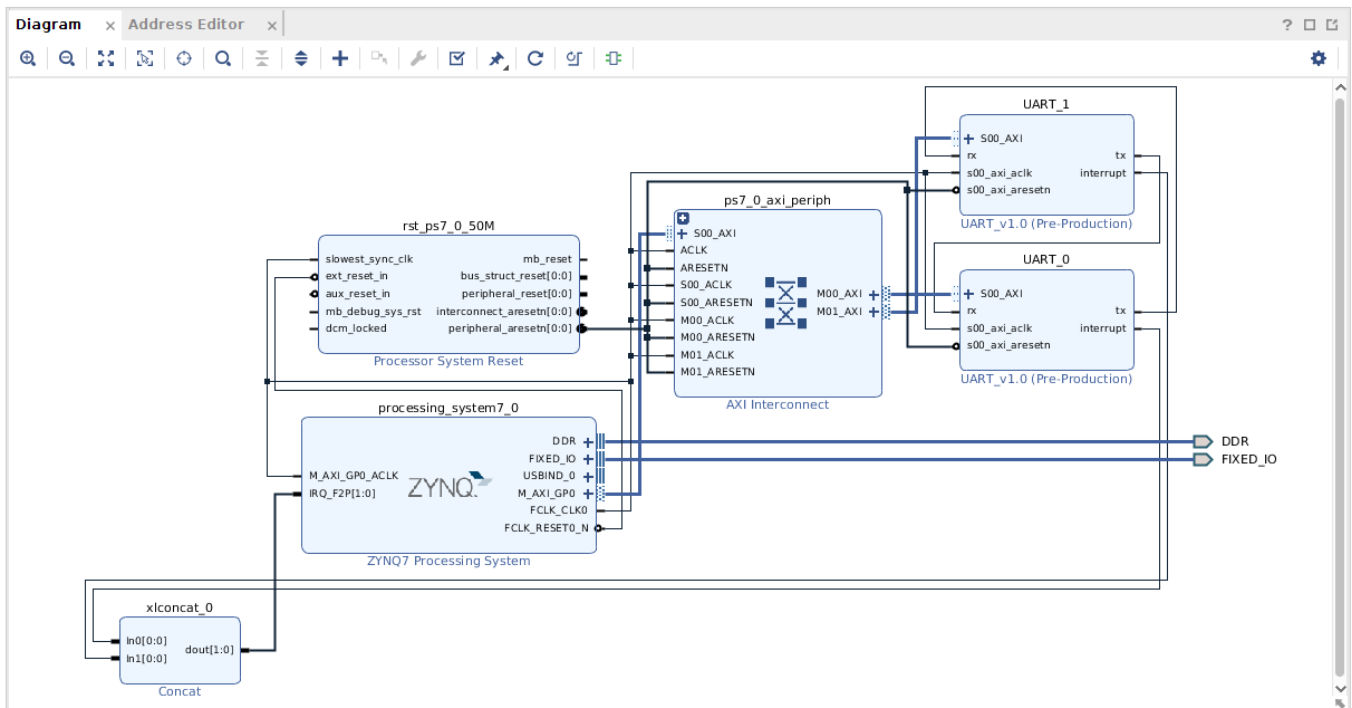 Diagram × Address Editor ×
UART_1
S00_AXI
rx
tx
s00_axi_aclk
interrupt
s00_axi_aresetn
UART_v1.0 (Pre-Production)
ps7_0_axi_periph
S00_AXI
ACLK
ARESETN
S00_ACLK
S00_ARESETN
M00_ACLK
M00_ARESETN
M01_ACLK
M01_ARESETN
M00_AXI
M01_AXI
AXI Interconnect
rst_ps7_0_50M
slowest_sync_clk
ext_reset_in
aux_reset_in
mb_debug_sys_rst
dcm_locked
mb_reset
bus_struct_reset[0:0]
peripheral_reset[0:0]
interconnect_aresetn[0:0]
peripheral_aresetn[0:0]
Processor System Reset
UART_0
S00_AXI
rx
tx
s00_axi_aclk
interrupt
s00_axi_aresetn
UART_v1.0 (Pre-Production)
processing_system7_0
M_AXI_GP0_ACLK
IRQ_F2P[1:0]
ZYNQ
DDR
FIXED_IO
USBIND_0
M_AXI_GP0
FCLK_CLK0
FCLK_RESET0_N
ZYNQ7 Processing System
DDR
FIXED_IO
xlconcat_0
In0[0:0]
In1[0:0]
dout[1:0]
Concat